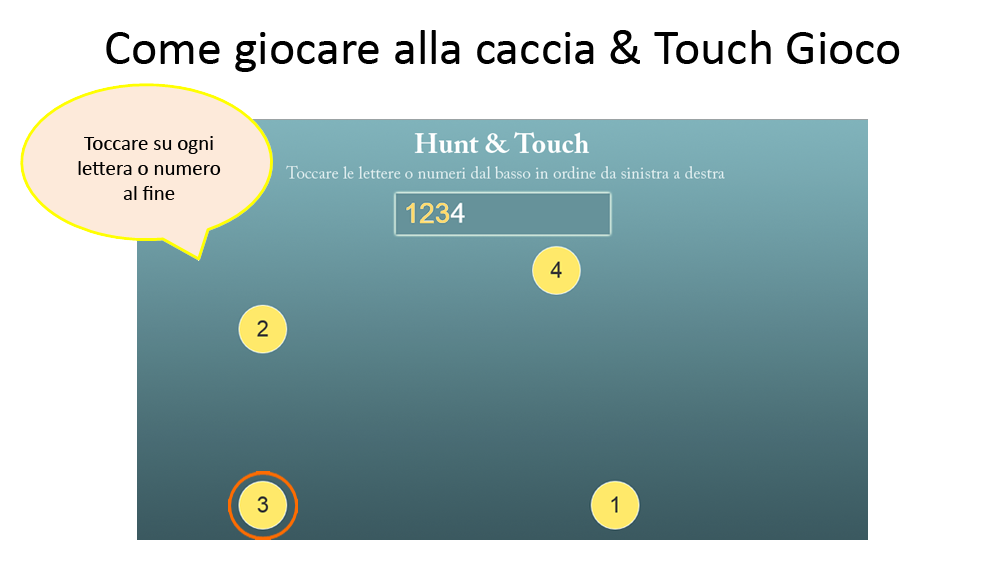 Come giocare alla caccia & Touch Gioco
Toccare su ogni
lettera o numero
al fine
Hunt & Touch
Toccare le lettere o numeri dal basso in ordine da sinistra a destra
1234
4
2
3
1